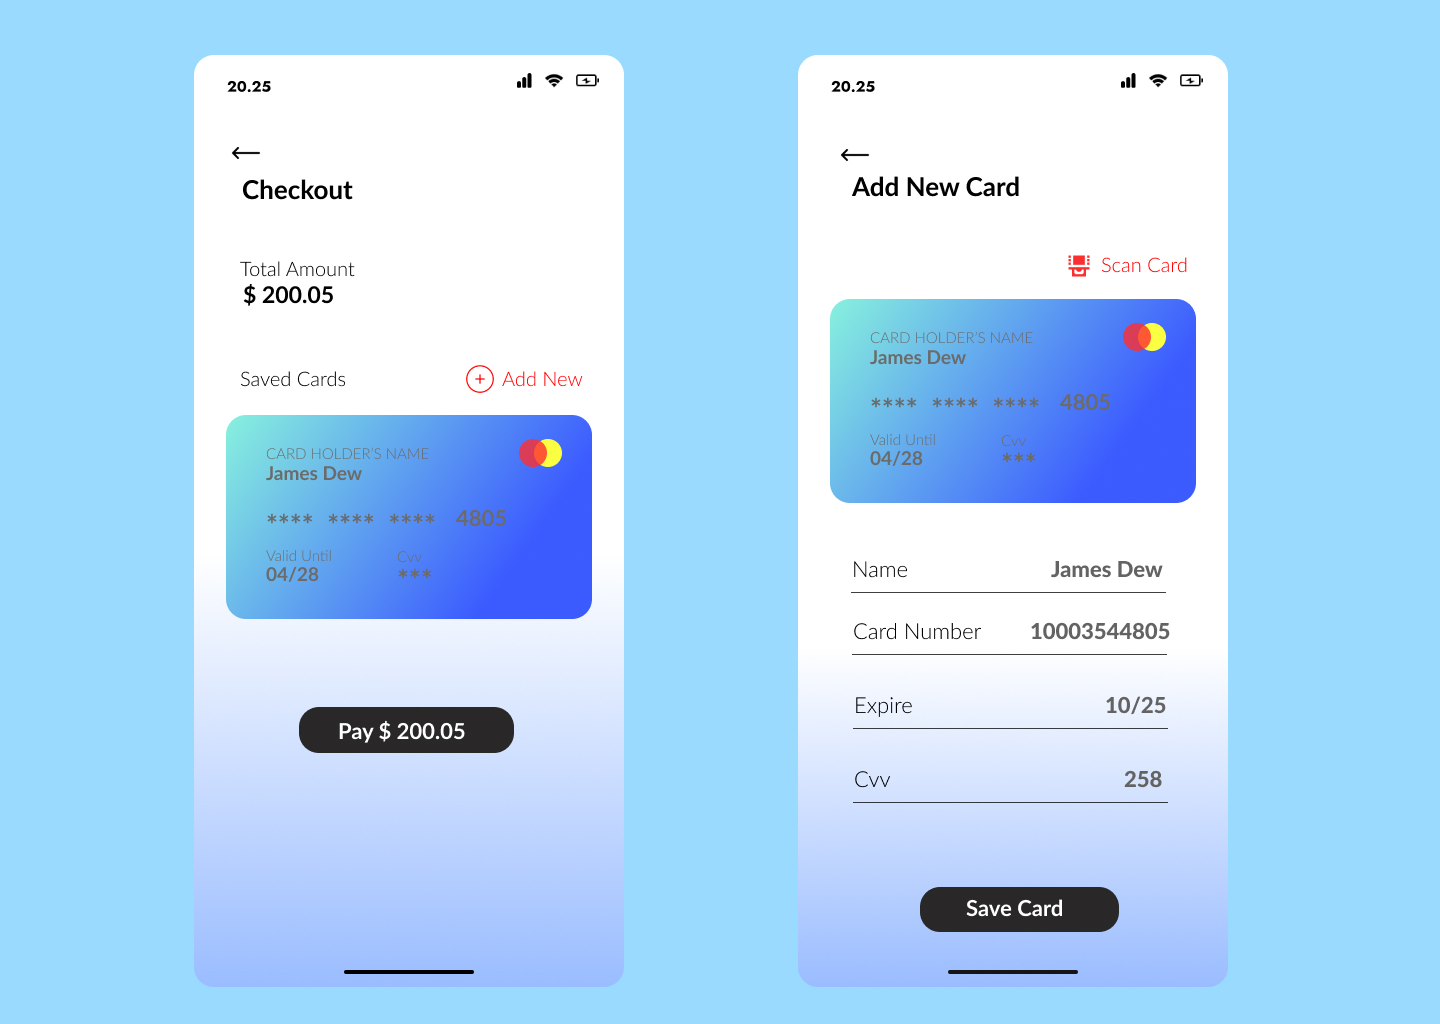 20.25
Checkout
Total Amount
$ 200.05
Saved Cards
Add New
CARD HOLDER'S NAME
James Dew
**** **** **** 4805
Valid Until Cvv
04/28 ***
Pay $ 200.05
20.25
Add New Card
Scan Card
CARD HOLDER'S NAME
James Dew
**** **** **** 4805
Valid Until Cvv
04/28 ***
Name James Dew
Card Number 10003544805
Expire 10/25
Cvv 258
Save Card